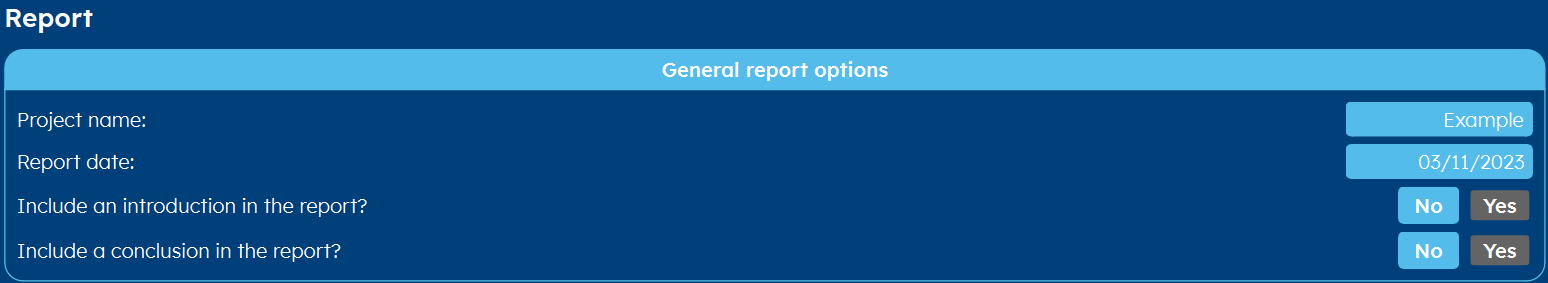 Report
General report options
Project name: Example
Report date: 03/11/2023
Include an introduction in the report? No Yes
Include a conclusion in the report? No Yes